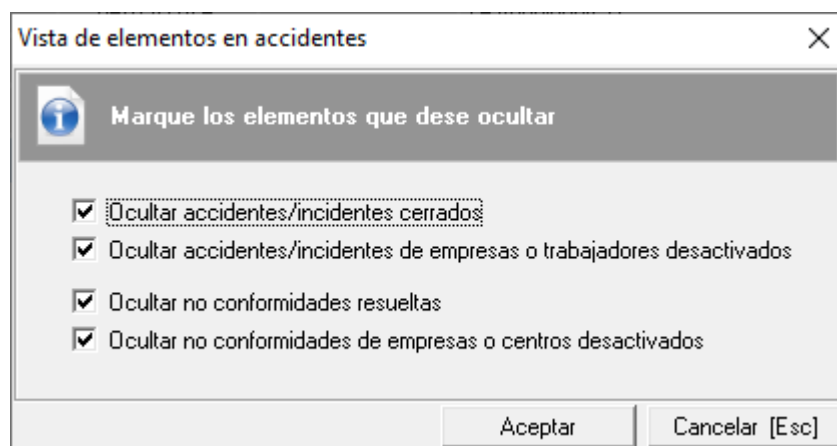 Vista de elementos en accidentes
Marque los elementos que dese ocultar
Ocultar accidentes/incidentes cerrados
Ocultar accidentes/incidentes de empresas o trabajadores desactivados
Ocultar no conformidades resueltas
Ocultar no conformidades de empresas o centros desactivados
Aceptar
Cancelar [Esc]